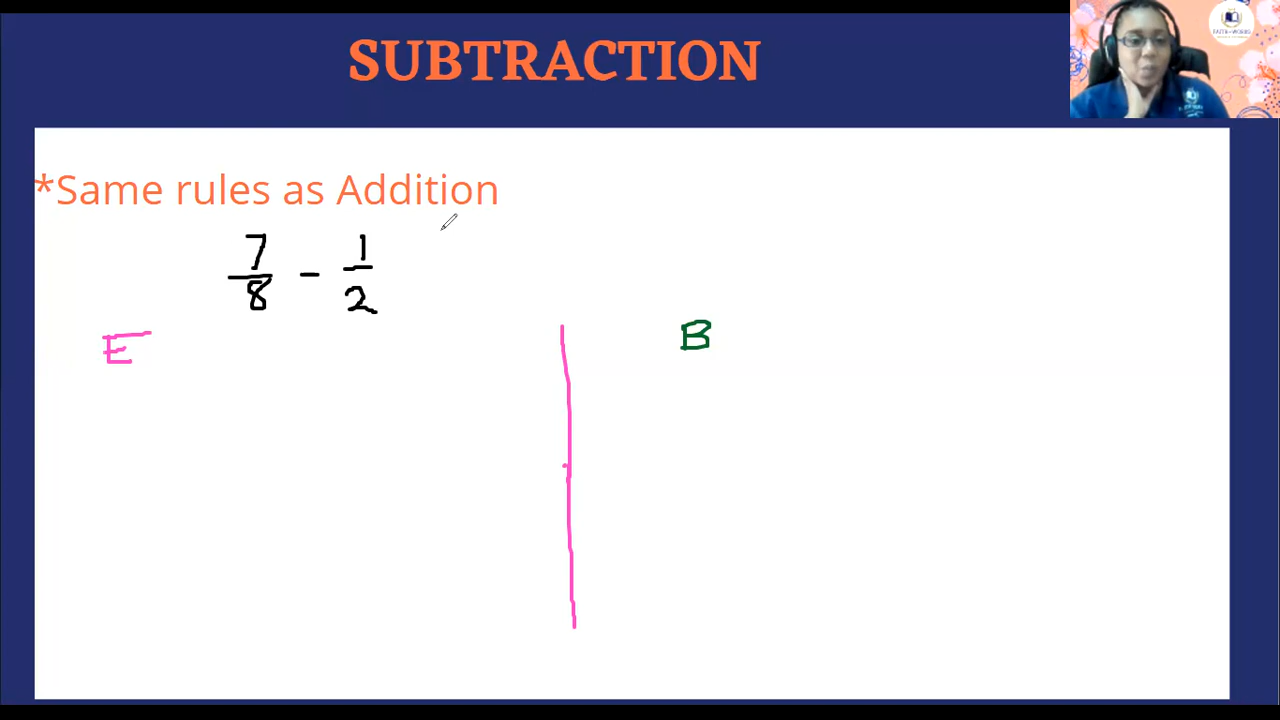 SUBTRACTION
*Same rules as Addition
7/8 - 1/2
E
B